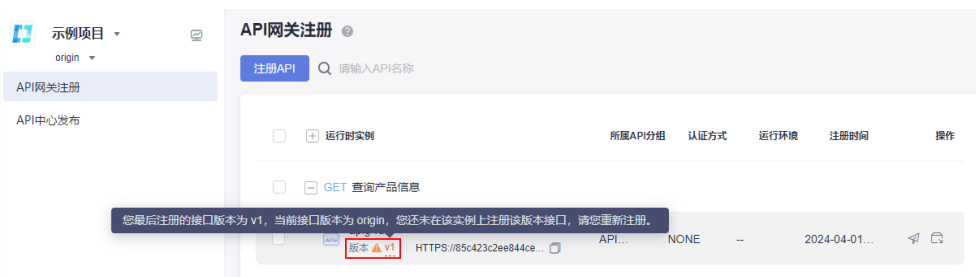 示例项目
origin
API网关注册
API中心发布
API网关注册
注册API 请输入API名称
运行时实例 所属API分组 认证方式 运行环境 注册时间 操作
GET 查询产品信息
您最后注册的接口版本为 v1，当前接口版本为 origin，您还未在该实例上注册该版本接口，请您重新注册。
版本 v1 HTTPS://85c423c2ee844ce... API... NONE -- 2024-04-01...